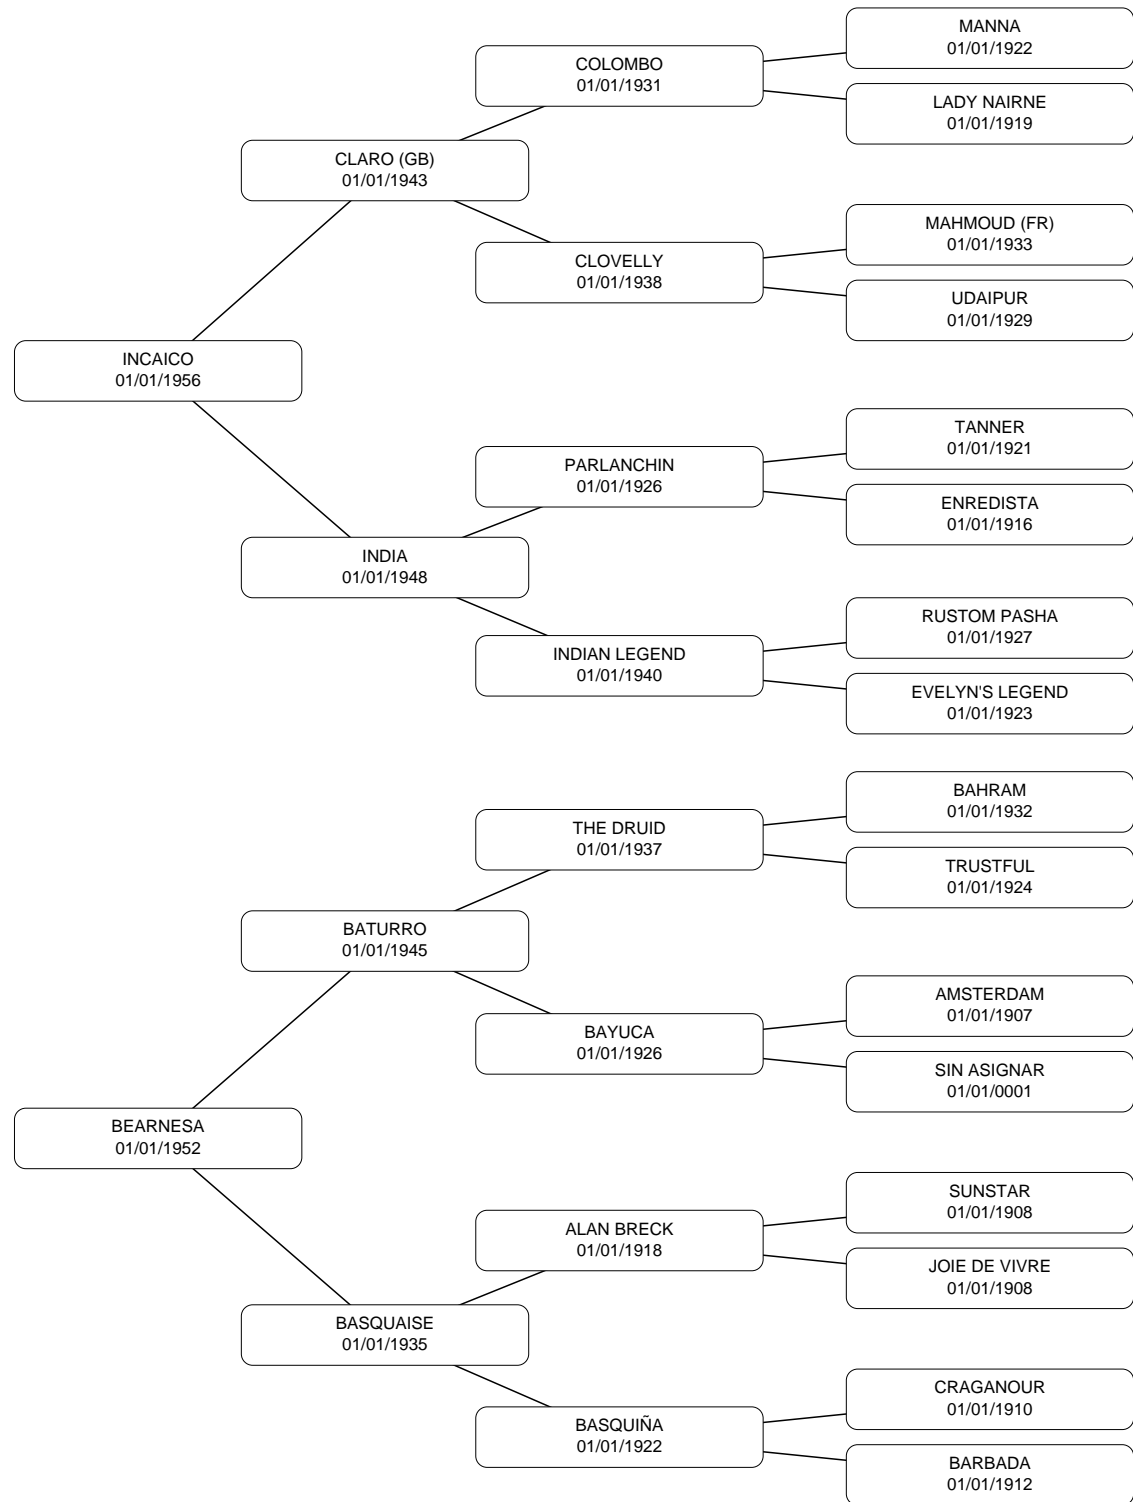 MANNA
01/01/1922
COLOMBO
01/01/1931
LADY NAIRNE
01/01/1919
CLARO (GB)
01/01/1943
MAHMOUD (FR)
01/01/1933
CLOVELLY
01/01/1938
UDAIPUR
01/01/1929
INCAICO
01/01/1956
TANNER
01/01/1921
PARLANCHIN
01/01/1926
ENREDISTA
01/01/1916
INDIA
01/01/1948
RUSTOM PASHA
01/01/1927
INDIAN LEGEND
01/01/1940
EVELYN'S LEGEND
01/01/1923
BAHRAM
01/01/1932
THE DRUID
01/01/1937
TRUSTFUL
01/01/1924
BATURRO
01/01/1945
AMSTERDAM
01/01/1907
BAYUCA
01/01/1926
SIN ASIGNAR
01/01/0001
BEARNESA
01/01/1952
SUNSTAR
01/01/1908
ALAN BRECK
01/01/1918
JOIE DE VIVRE
01/01/1908
BASQUAISE
01/01/1935
CRAGANOUR
01/01/1910
BASQUIÑA
01/01/1922
BARBADA
01/01/1912